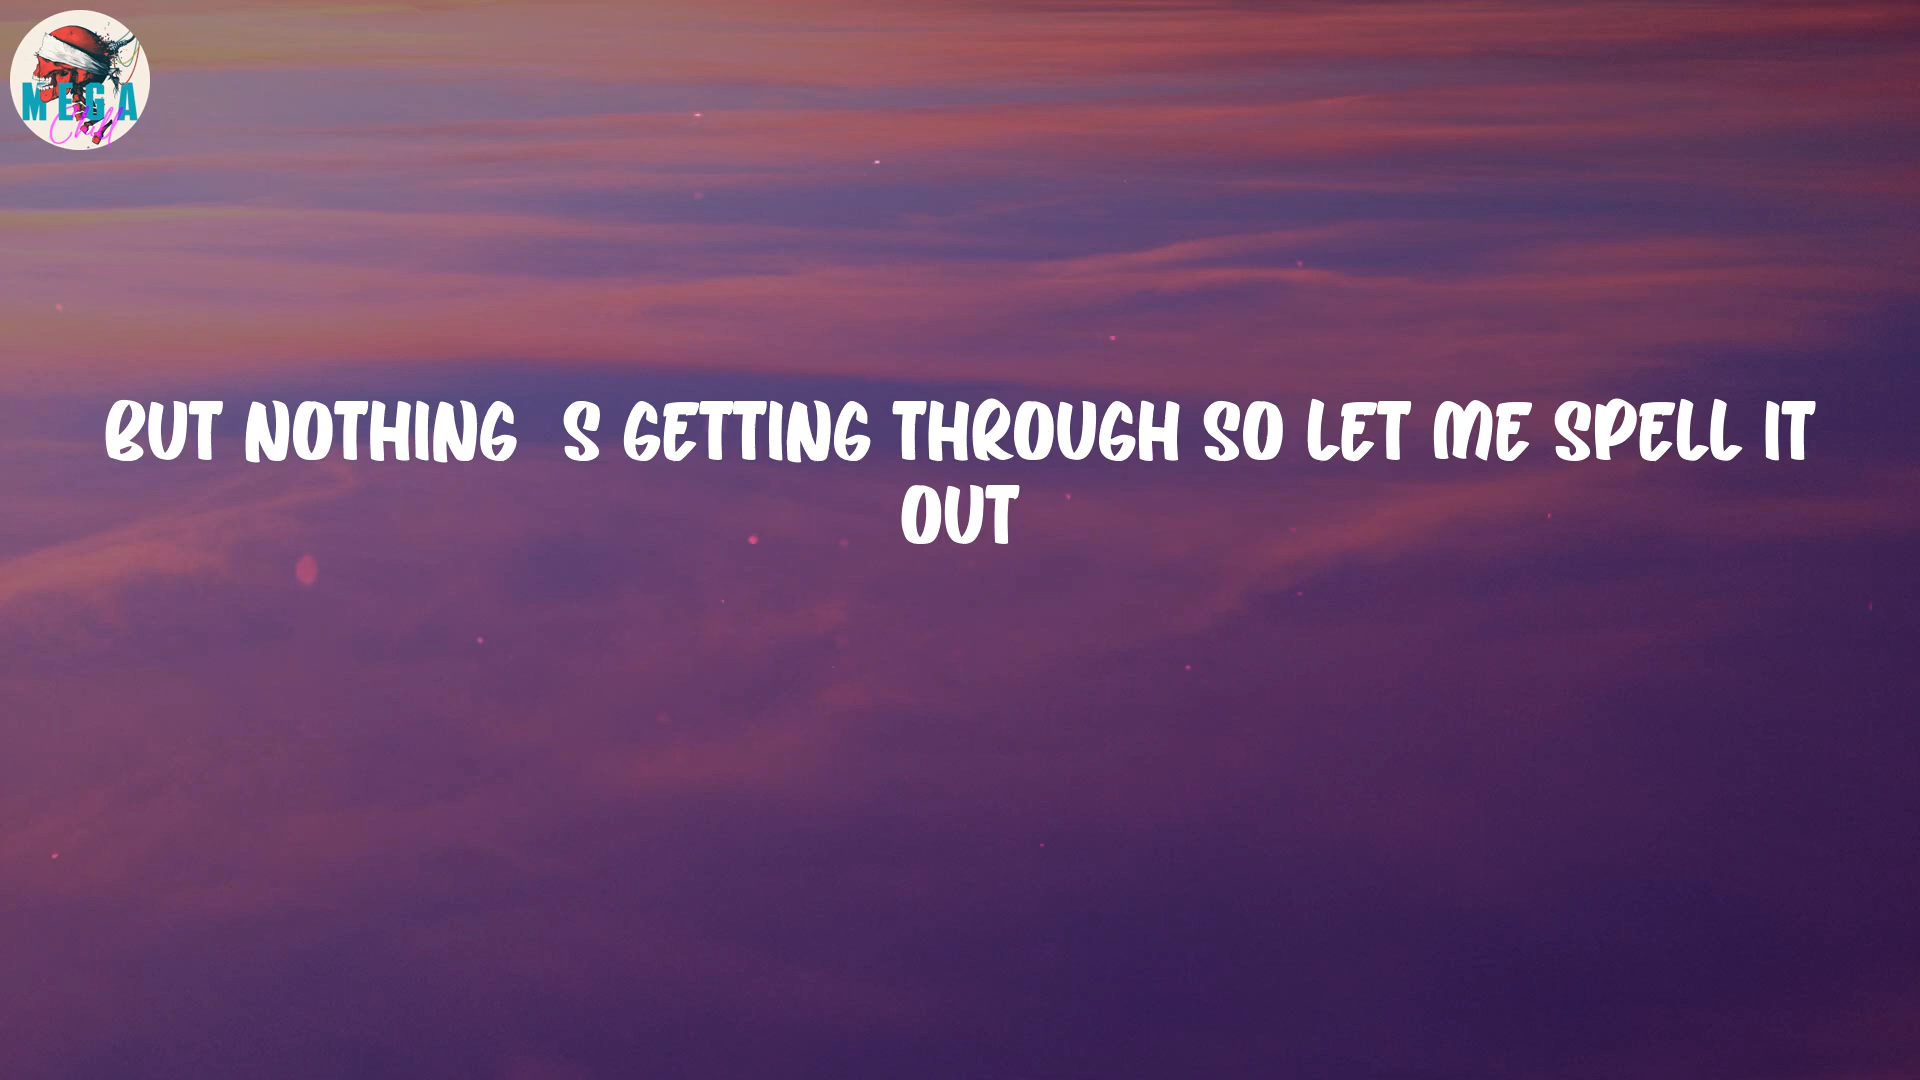 MEGA
Chill
BUT NOTHING  S GETTING THROUGH SO LET ME SPELL IT
OUT